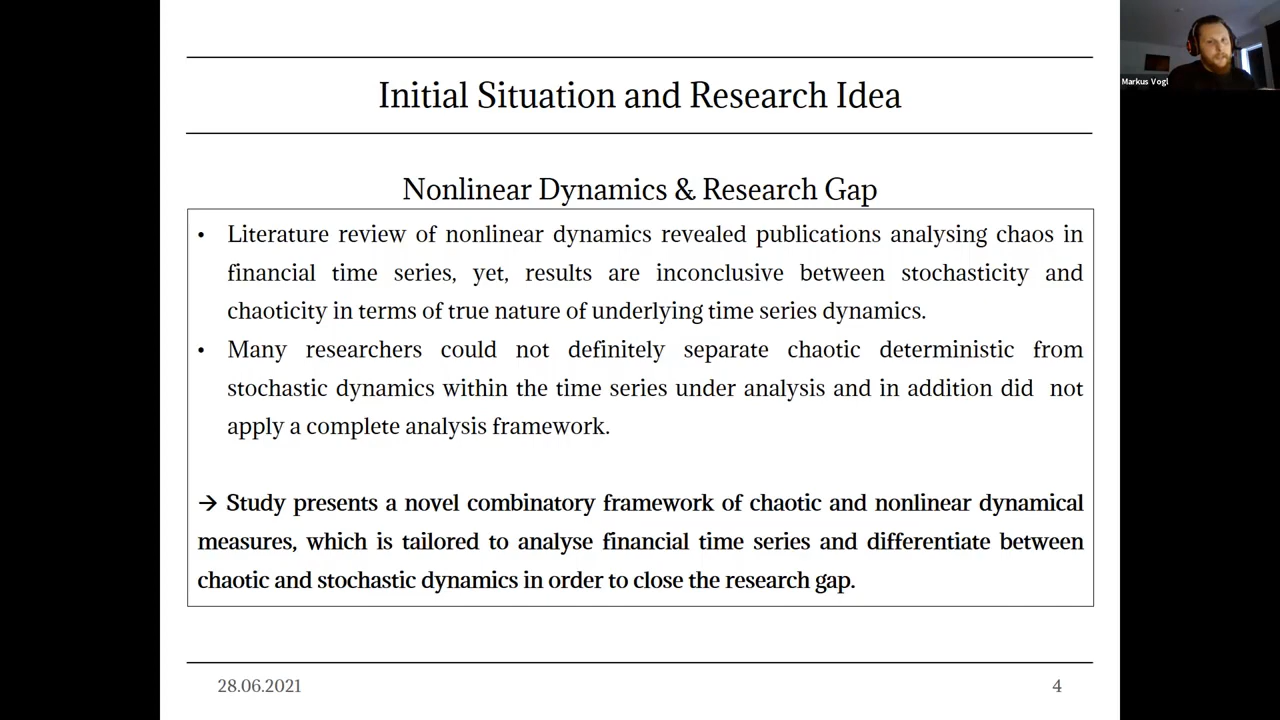 Initial Situation and Research Idea
Markus Vogl
Nonlinear Dynamics & Research Gap
• Literature review of nonlinear dynamics revealed publications analysing chaos in
financial time series, yet, results are inconclusive between stochasticity and
chaoticity in terms of true nature of underlying time series dynamics.
• Many researchers could not definitely separate chaotic deterministic from
stochastic dynamics within the time series under analysis and in addition did not
apply a complete analysis framework.
→ Study presents a novel combinatory framework of chaotic and nonlinear dynamical
measures, which is tailored to analyse financial time series and differentiate between
chaotic and stochastic dynamics in order to close the research gap.
28.06.2021
4